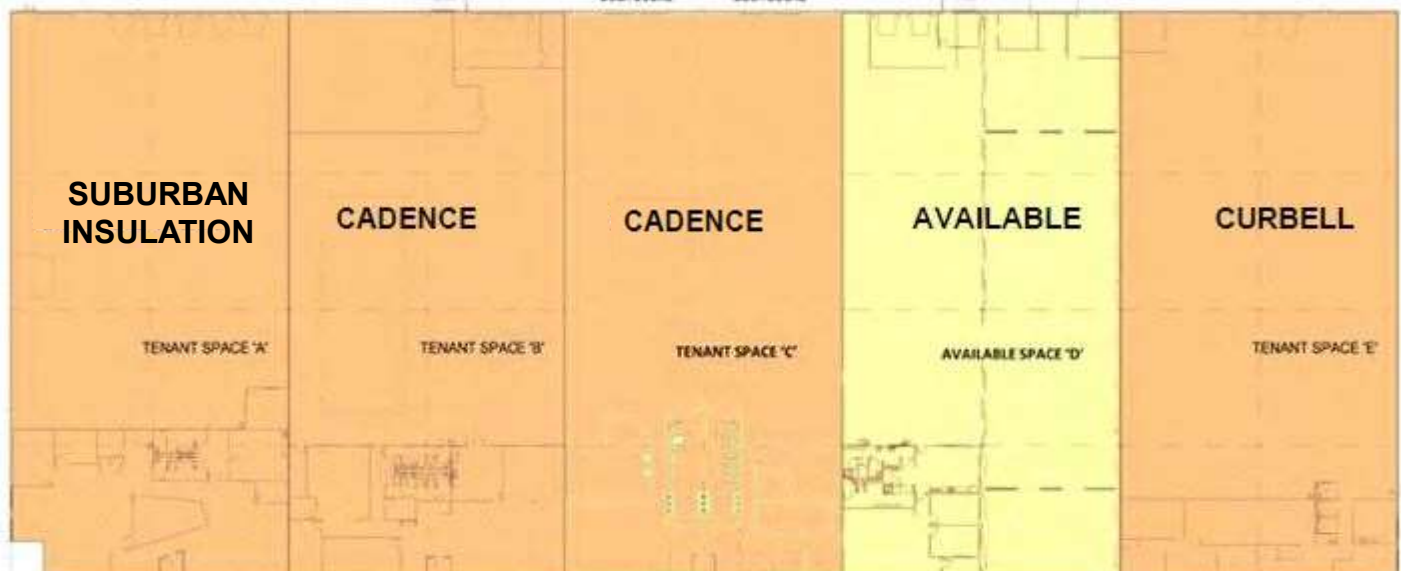 SUBURBAN
INSULATION
CADENCE
CADENCE
AVAILABLE
CURBELL
TENANT SPACE 'A'
TENANT SPACE 'B'
TENANT SPACE 'C'
AVAILABLE SPACE 'D'
TENANT SPACE 'E'